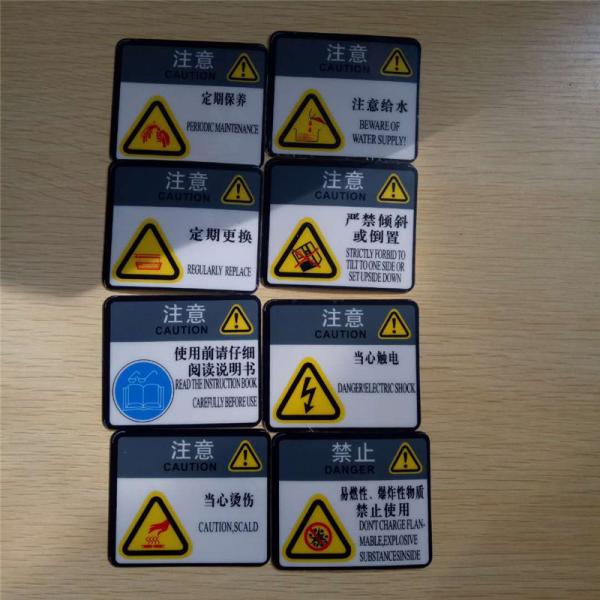 注意
CAUTION
定期保养
PERIODIC MAINTENANCE
注意
CAUTION
注意给水
BEWARE OF
WATER SUPPLY!
注意
CAUTION
定期更换
REGULARLY REPLACE
注意
CAUTION
严禁倾斜
或倒置
STRICTLY FORBID TO
TILT TO ONE SIDE OR
SET UPSIDE DOWN
注意
CAUTION
使用前请仔细
阅读说明书
READ THE INSTRUCTION BOOK
CAREFULLY BEFORE USE
注意
CAUTION
当心触电
DANGER!ELECTRIC SHOCK
注意
CAUTION
当心烫伤
CAUTION,SCALD
禁止
DANGER
易燃性、爆炸性物质
禁止使用
DON'T CHARGE FLAN-
MABLE,EXPLOSIVE
SUBSTANCESINSIDE